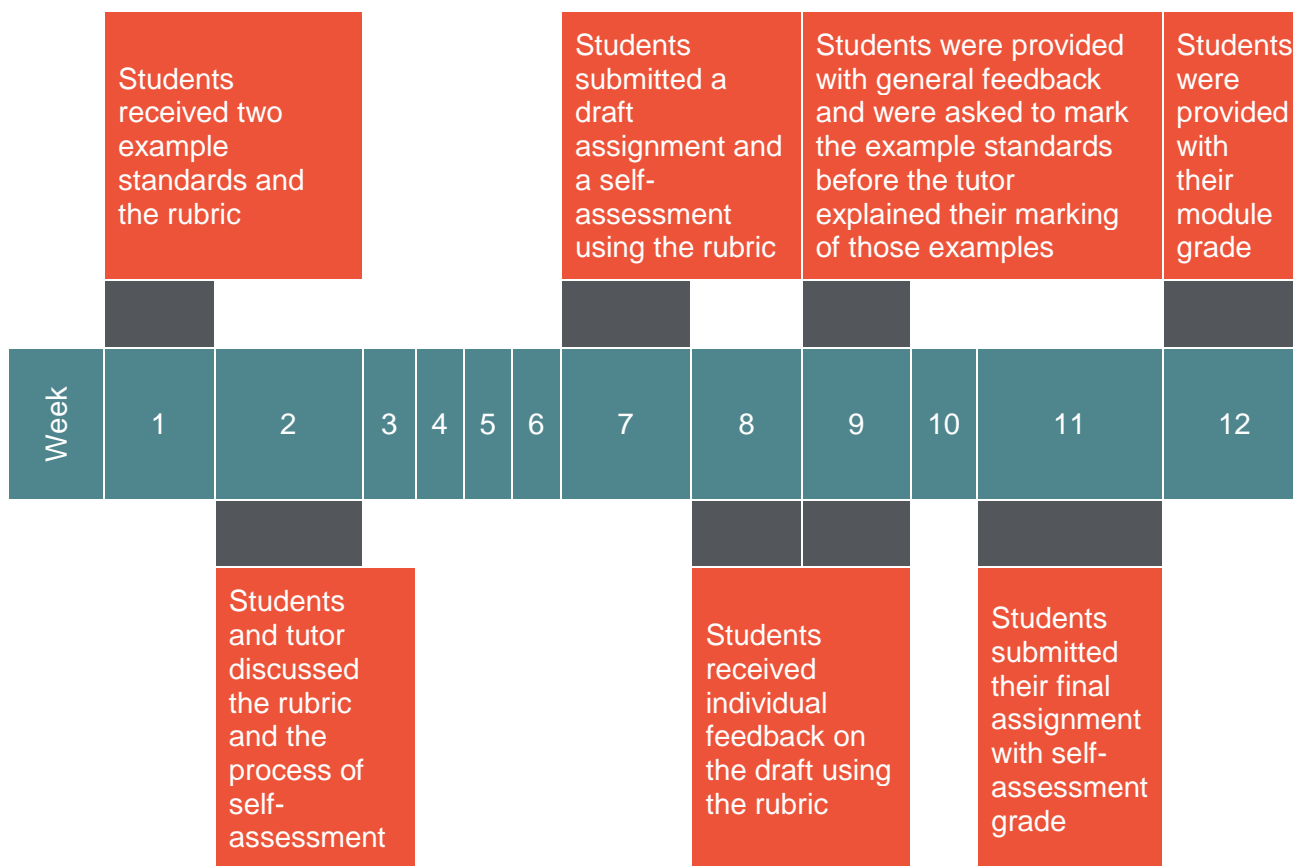 Students
received two
example
standards and
the rubric
Students
submitted a
draft
assignment and
a self-
assessment
using the rubric
Students were provided
with general feedback
and were asked to mark
the example standards
before the tutor
explained their marking
of those examples
Students
were
provided
with
their
module
grade
Week
1
2
3
4
5
6
7
8
9
10
11
12
Students
and tutor
discussed
the rubric
and the
process of
self-
assessment
Students
received
individual
feedback on
the draft using
the rubric
Students
submitted
their final
assignment
with self-
assessment
grade